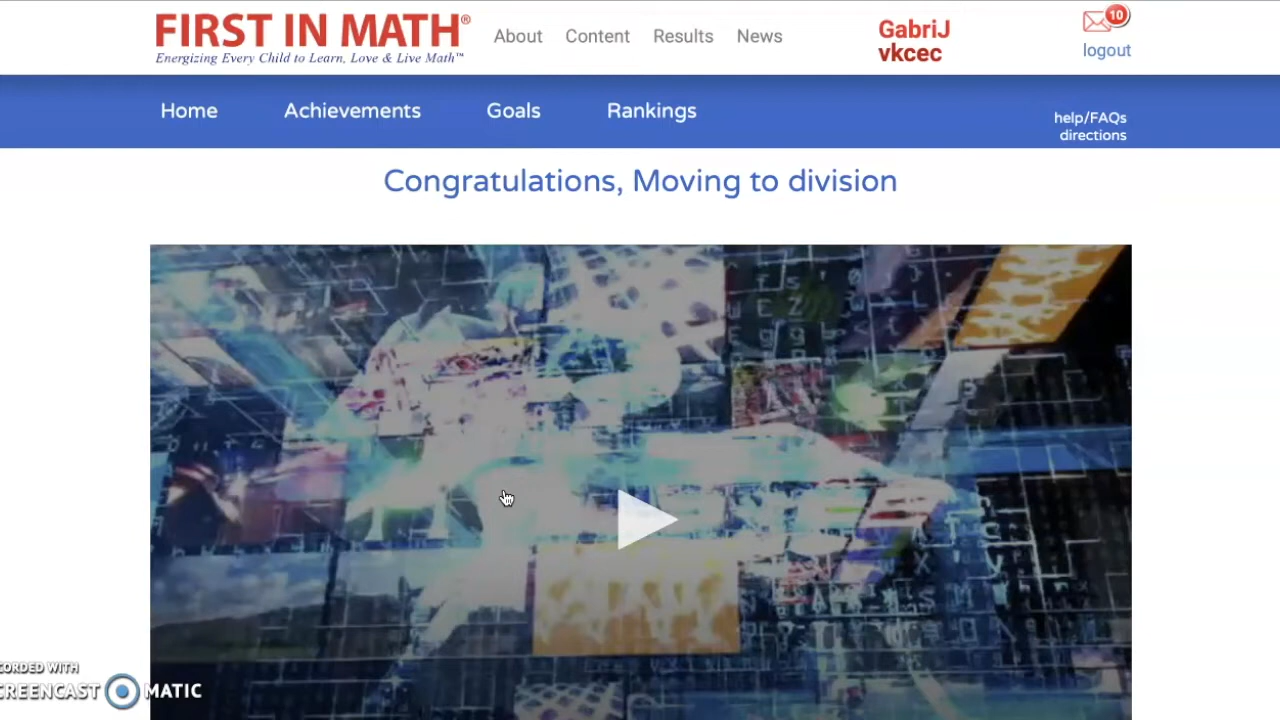 FIRST IN MATH®
Energizing Every Child to Learn, Love & Live Math™
About Content Results News
GabriJ
vkcec
10
logout
Home Achievements Goals Rankings
help/FAQs
directions
Congratulations, Moving to division
CORDED WITH
CREENCAST MATIC